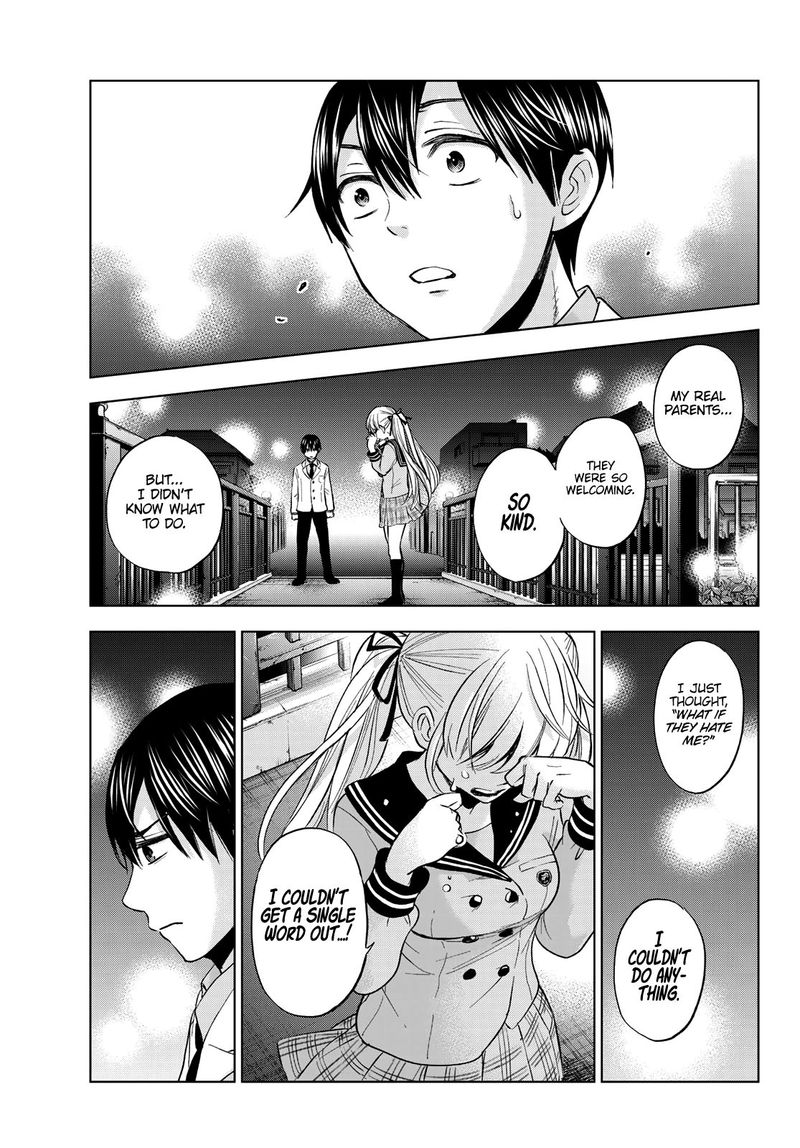 MY REAL
PARENTS...
THEY
WERE SO
WELCOMING.
SO
KIND.
BUT...
I DIDN'T
KNOW WHAT
TO DO.
I JUST
THOUGHT,
"WHAT IF
THEY HATE
ME?"
I
COULDN'T
DO ANY-
THING.
I COULDN'T
GET A SINGLE
WORD OUT...!